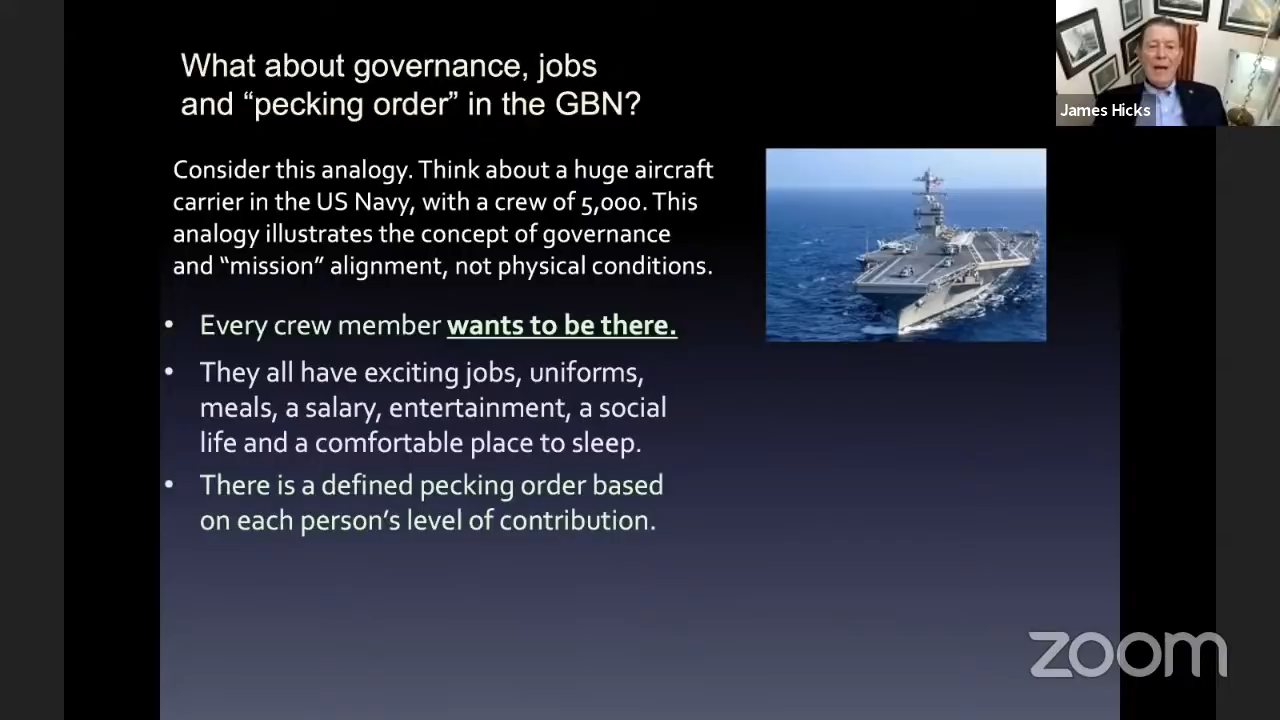 What about governance, jobs
and “pecking order” in the GBN?
James Hicks
Consider this analogy. Think about a huge aircraft
carrier in the US Navy, with a crew of 5,000. This
analogy illustrates the concept of governance
and “mission” alignment, not physical conditions.
• Every crew member wants to be there.
• They all have exciting jobs, uniforms,
meals, a salary, entertainment, a social
life and a comfortable place to sleep.
• There is a defined pecking order based
on each person’s level of contribution.
zoom